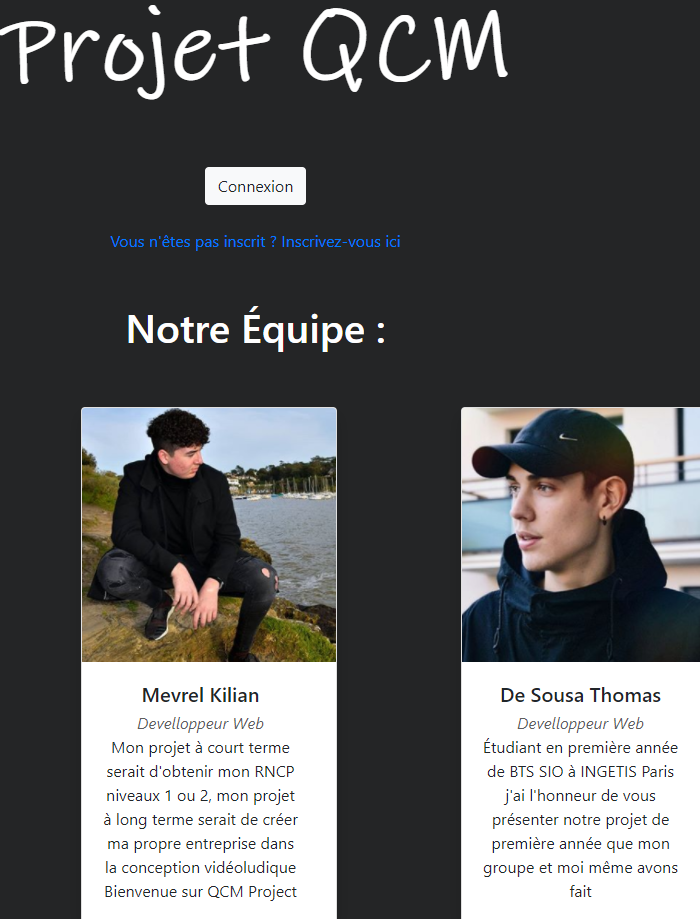 Projet QCM
Connexion
Vous n'êtes pas inscrit ? Inscrivez-vous ici
Notre Équipe :
Mevrel Kilian
Develloppeur Web
Mon projet à court terme
serait d'obtenir mon RNCP
niveaux 1 ou 2, mon projet
à long terme serait de créer
ma propre entreprise dans
la conception vidéoludique
Bienvenue sur QCM Project
De Sousa Thomas
Develloppeur Web
Étudiant en première année
de BTS SIO à INGETIS Paris
j'ai l'honneur de vous
présenter notre projet de
première année que mon
groupe et moi même avons
fait